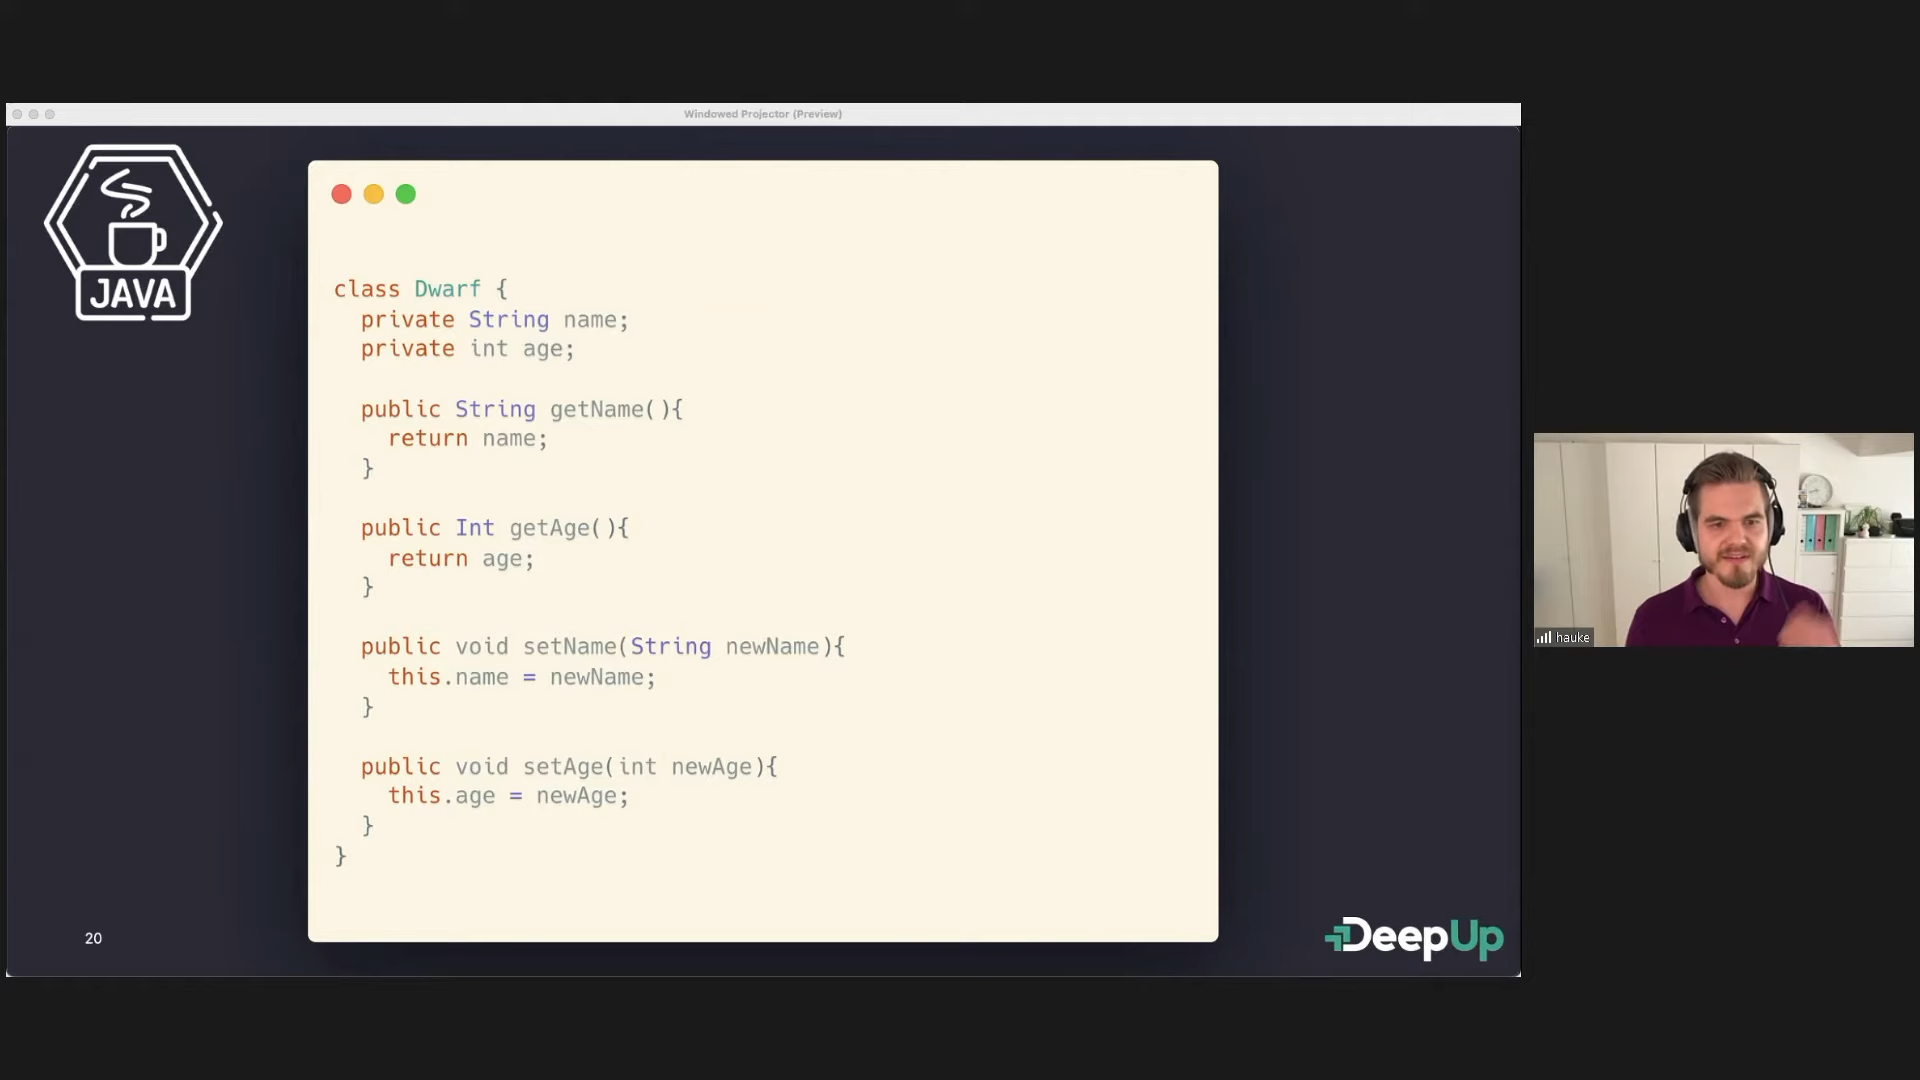 Windowed Projector (Preview)
JAVA
class Dwarf {
  private String name;
  private int age;

  public String getName(){
    return name;
  }

  public Int getAge(){
    return age;
  }

  public void setName(String newName){
    this.name = newName;
  }

  public void setAge(int newAge){
    this.age = newAge;
  }
}
20
DeepUp
hauke